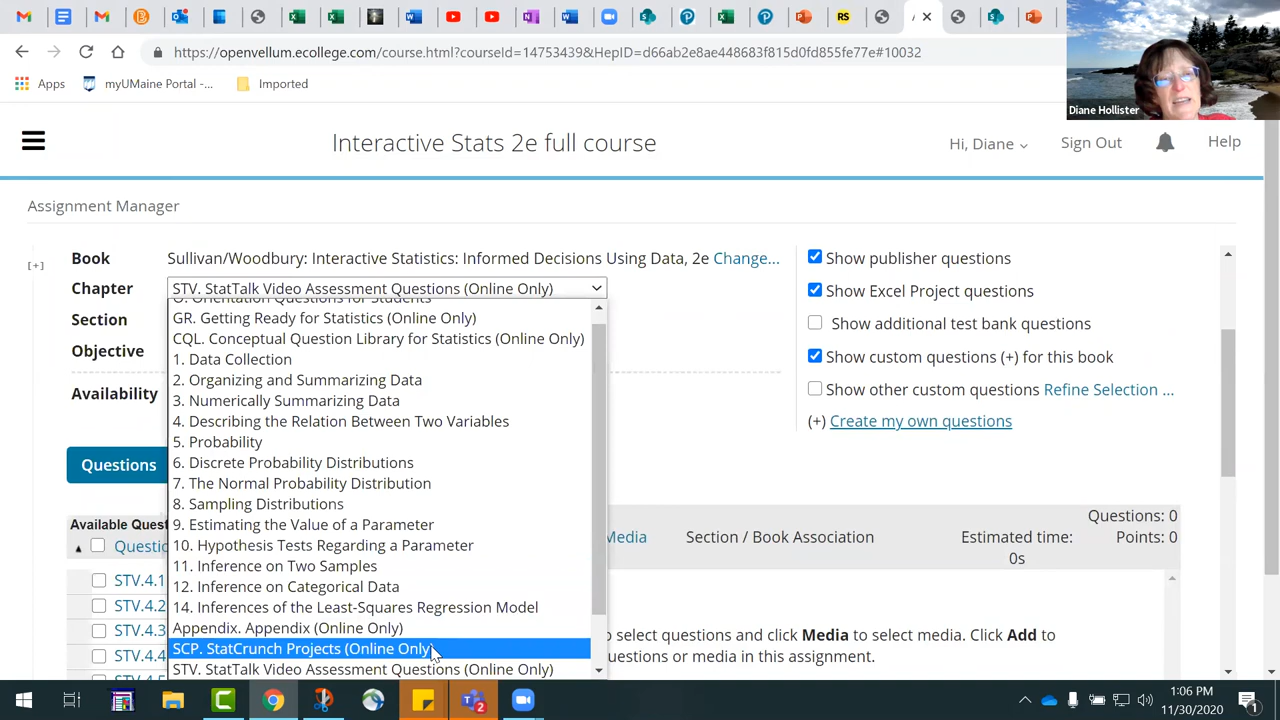 https://openvellum.ecollege.com/course.html?courseId=14753439&HepID=d66ab2e8ae448683f815d0fd855fe77e#10032
Apps
myUMaine Portal -...
Imported
Diane Hollister
Interactive Stats 2e full course
Hi, Diane
Sign Out
Help
Assignment Manager
[+]
Book
Sullivan/Woodbury: Interactive Statistics: Informed Decisions Using Data, 2e Change...
Chapter
STV. StatTalk Video Assessment Questions (Online Only)
Section
Objective
Availability
O. Orientation Questions for Students
GR. Getting Ready for Statistics (Online Only)
CQL. Conceptual Question Library for Statistics (Online Only)
1. Data Collection
2. Organizing and Summarizing Data
3. Numerically Summarizing Data
4. Describing the Relation Between Two Variables
5. Probability
6. Discrete Probability Distributions
7. The Normal Probability Distribution
8. Sampling Distributions
9. Estimating the Value of a Parameter
10. Hypothesis Tests Regarding a Parameter
11. Inference on Two Samples
12. Inference on Categorical Data
14. Inferences of the Least-Squares Regression Model
Appendix. Appendix (Online Only)
SCP. StatCrunch Projects (Online Only)
STV. StatTalk Video Assessment Questions (Online Only)
Show publisher questions
Show Excel Project questions
Show additional test bank questions
Show custom questions (+) for this book
Show other custom questions Refine Selection ...
(+) Create my own questions
Questions
Available Quest
Questio
Media
Section / Book Association
Questions: 0
Points: 0
Estimated time:
0s
STV.4.1
STV.4.2
STV.4.3
STV.4.4
to select questions and click Media to select media. Click Add to
questions or media in this assignment.
1:06 PM
11/30/2020